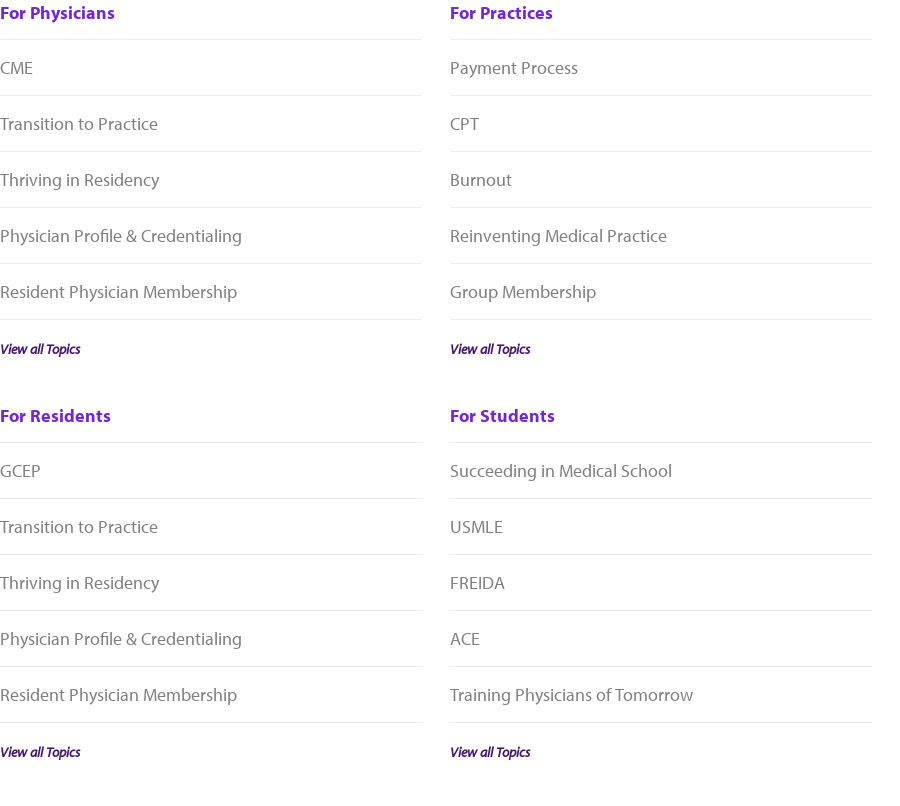 For Physicians
CME
Transition to Practice
Thriving in Residency
Physician Profile & Credentialing
Resident Physician Membership
View all Topics
For Practices
Payment Process
CPT
Burnout
Reinventing Medical Practice
Group Membership
View all Topics
For Residents
GCEP
Transition to Practice
Thriving in Residency
Physician Profile & Credentialing
Resident Physician Membership
View all Topics
For Students
Succeeding in Medical School
USMLE
FREIDA
ACE
Training Physicians of Tomorrow
View all Topics